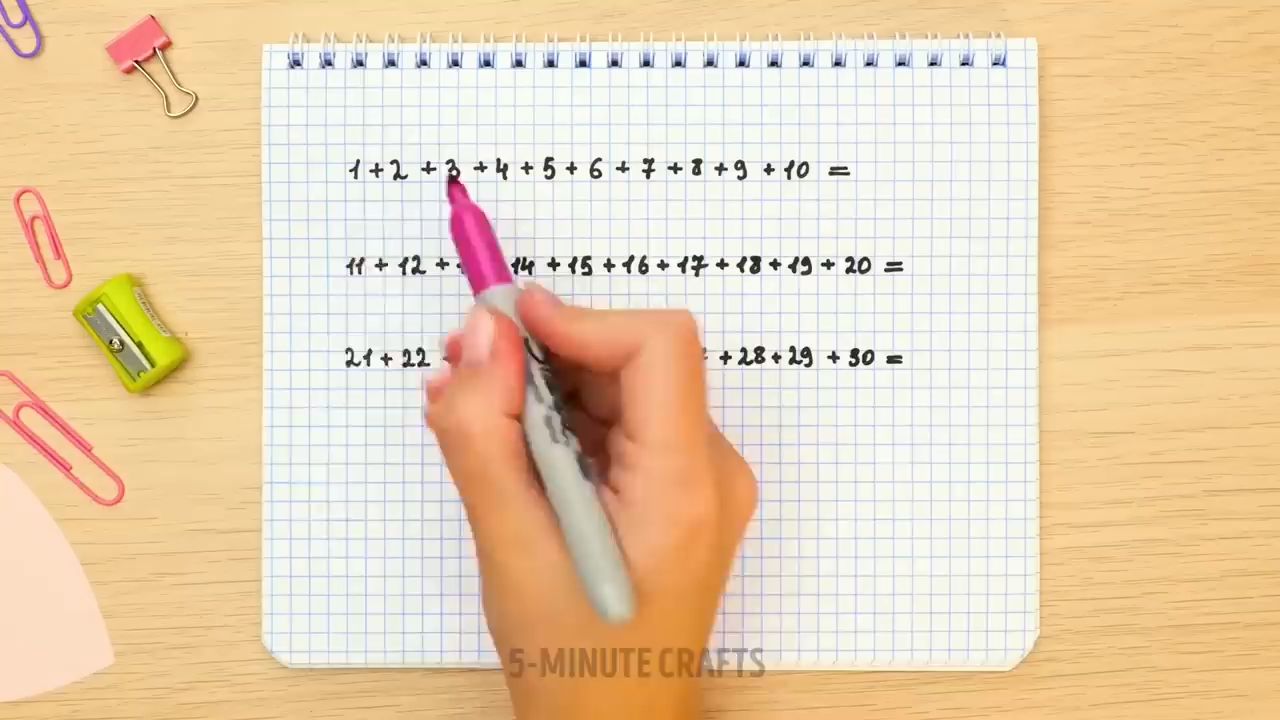 1 + 2 + 3 + 4 + 5 + 6 + 7 + 8 + 9 + 10 =
11 + 12 + 14 + 15 + 16 + 17 + 18 + 19 + 20 =
21 + 22 + 28 + 29 + 30 =
5-MINUTE CRAFTS